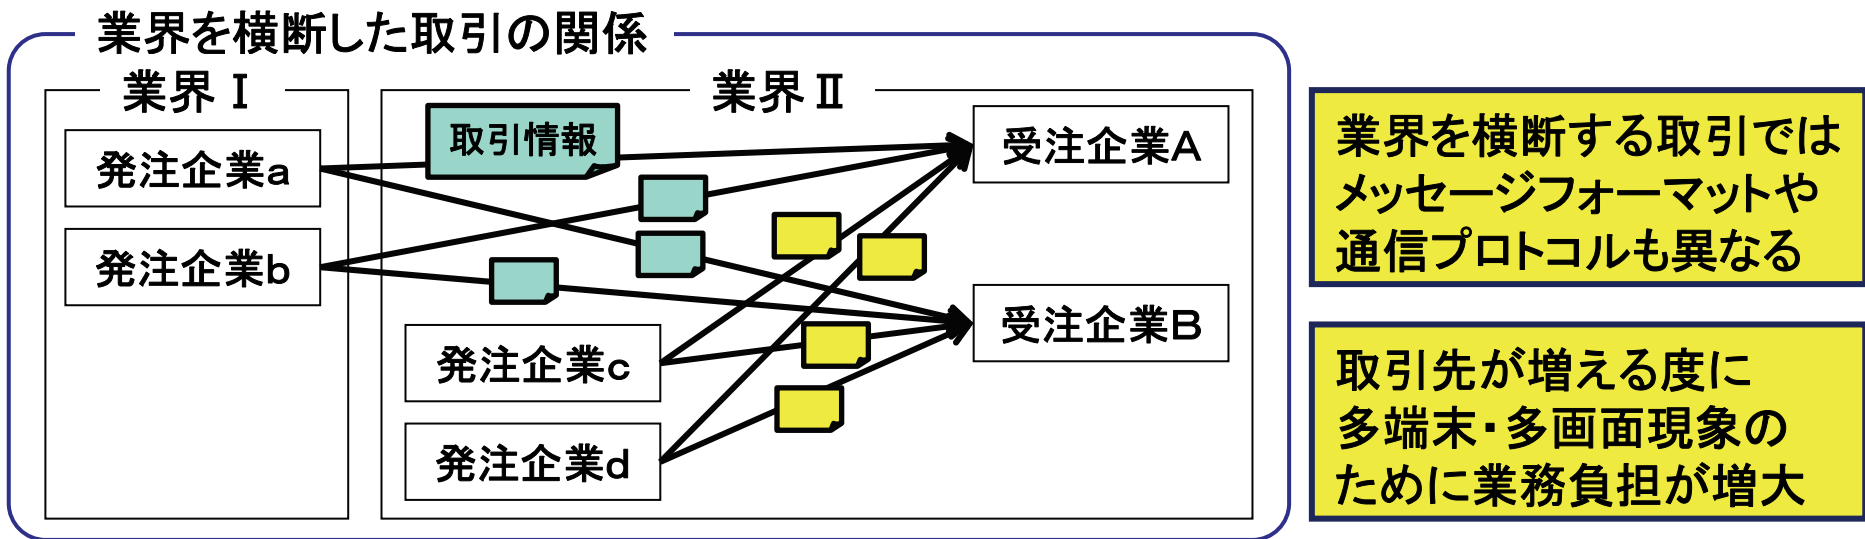 業界を横断した取引の関係
業界Ⅰ
業界Ⅱ
取引情報
発注企業a
発注企業b
発注企業c
発注企業d
受注企業A
受注企業B
業界を横断する取引では
メッセージフォーマットや
通信プロトコルも異なる
取引先が増える度に
多端末・多画面現象の
ために業務負担が増大